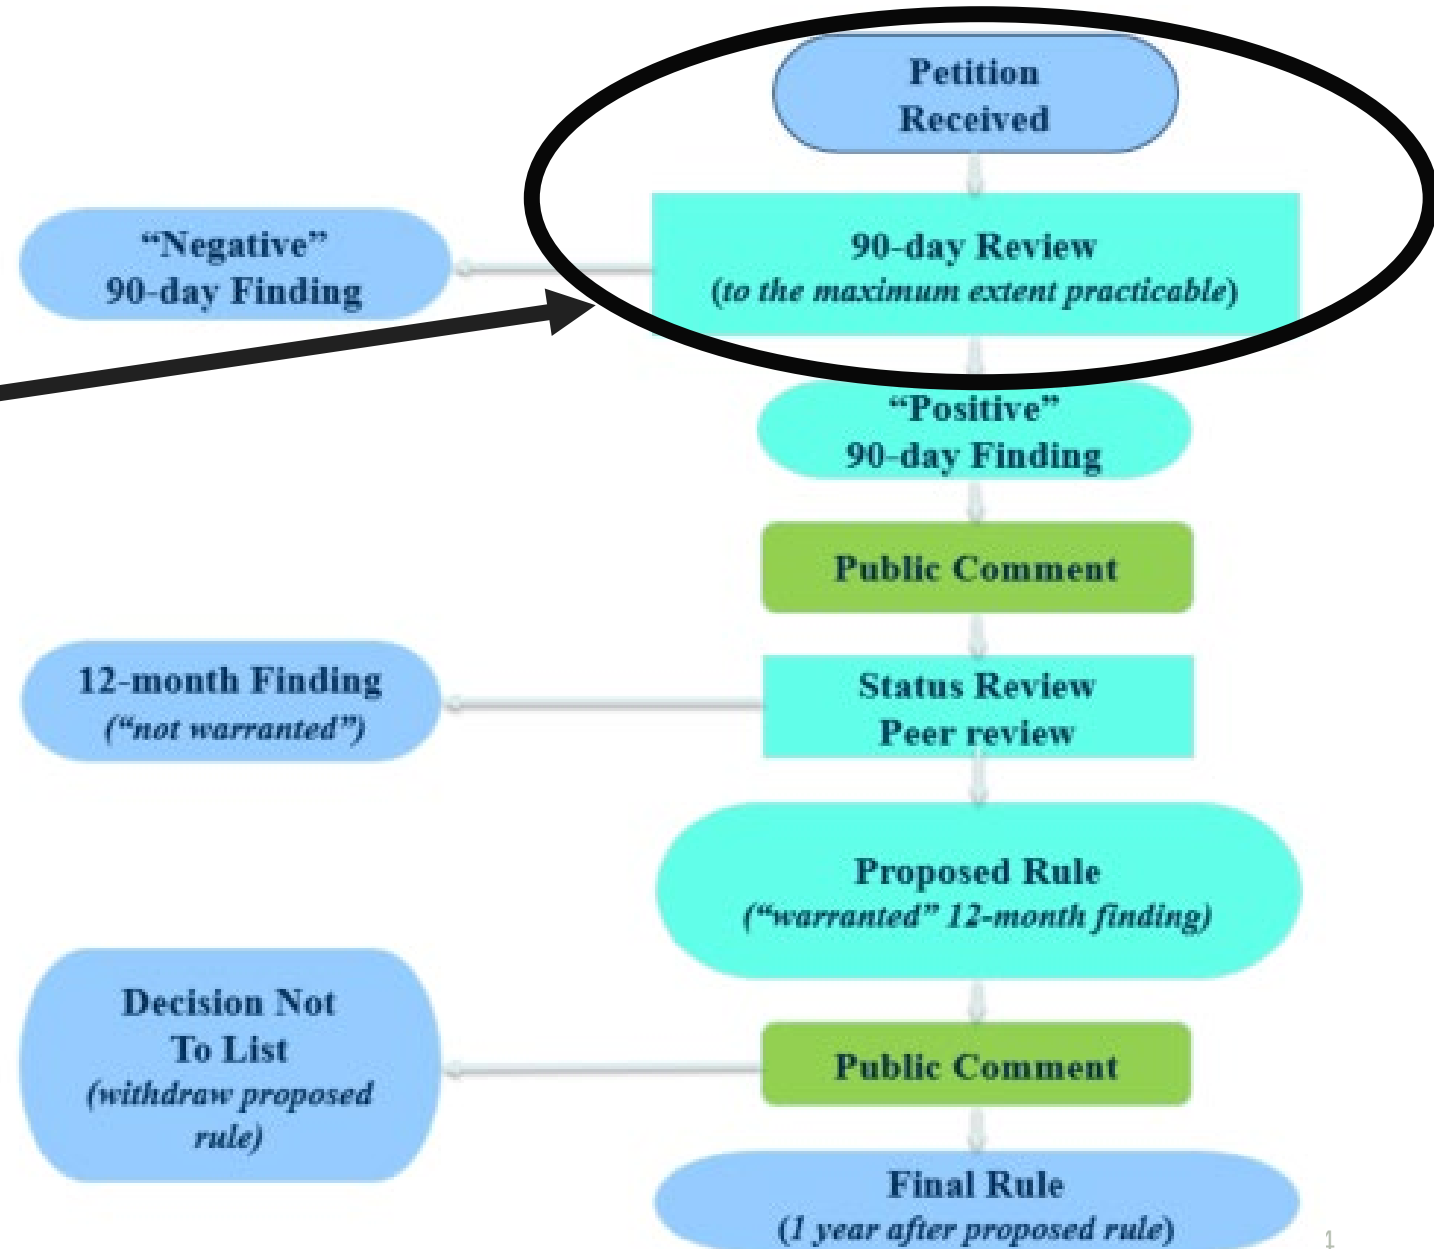 Petition
Received
“Negative”
90-day Finding
90-day Review
(to the maximum extent practicable)
“Positive”
90-day Finding
Public Comment
12-month Finding
(“not warranted”)
Status Review
Peer review
Proposed Rule
(“warranted” 12-month finding)
Decision Not
To List
(withdraw proposed
rule)
Public Comment
Final Rule
(1 year after proposed rule)
1